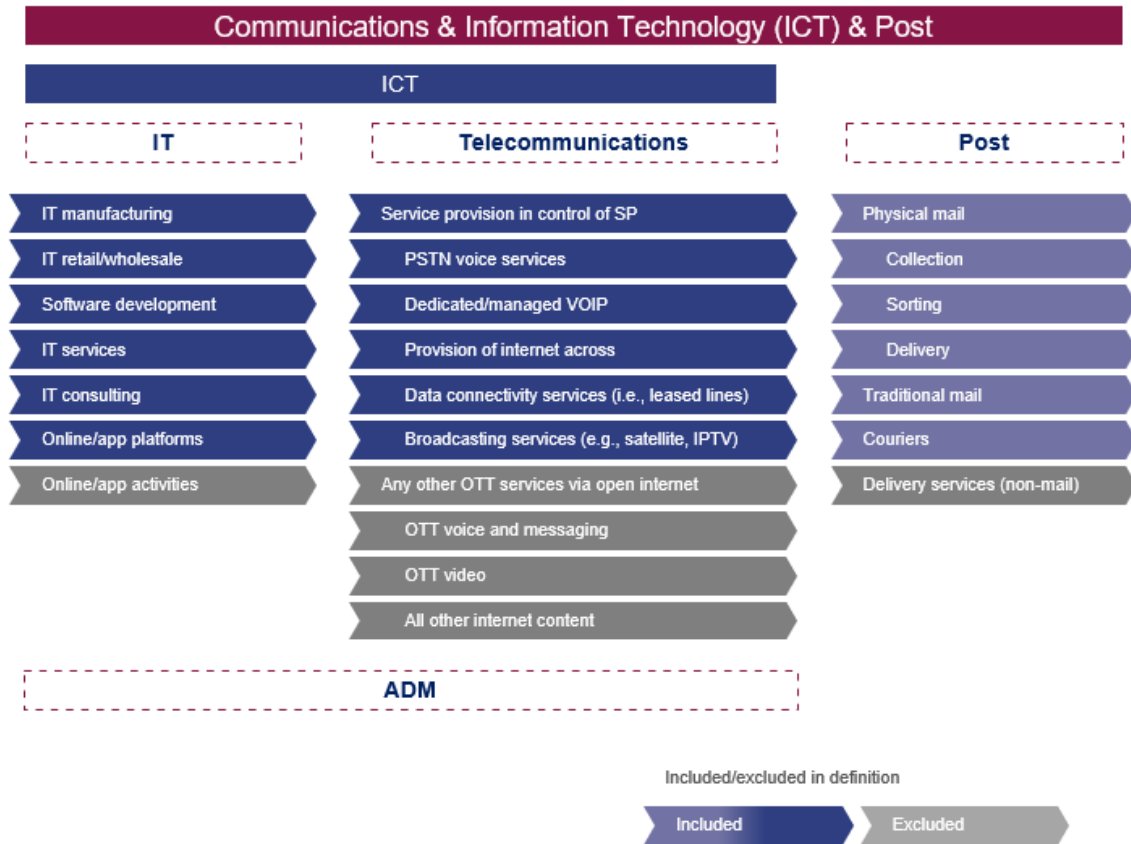 Communications & Information Technology (ICT) & Post
ICT
IT
Telecommunications
Post
IT manufacturing
IT retail/wholesale
Software development
IT services
IT consulting
Online/app platforms
Online/app activities
Service provision in control of SP
PSTN voice services
Dedicated/managed VOIP
Provision of internet across
Data connectivity services (i.e., leased lines)
Broadcasting services (e.g., satellite, IPTV)
Any other OTT services via open internet
OTT voice and messaging
OTT video
All other internet content
Physical mail
Collection
Sorting
Delivery
Traditional mail
Couriers
Delivery services (non-mail)
ADM
Included/excluded in definition
Included
Excluded